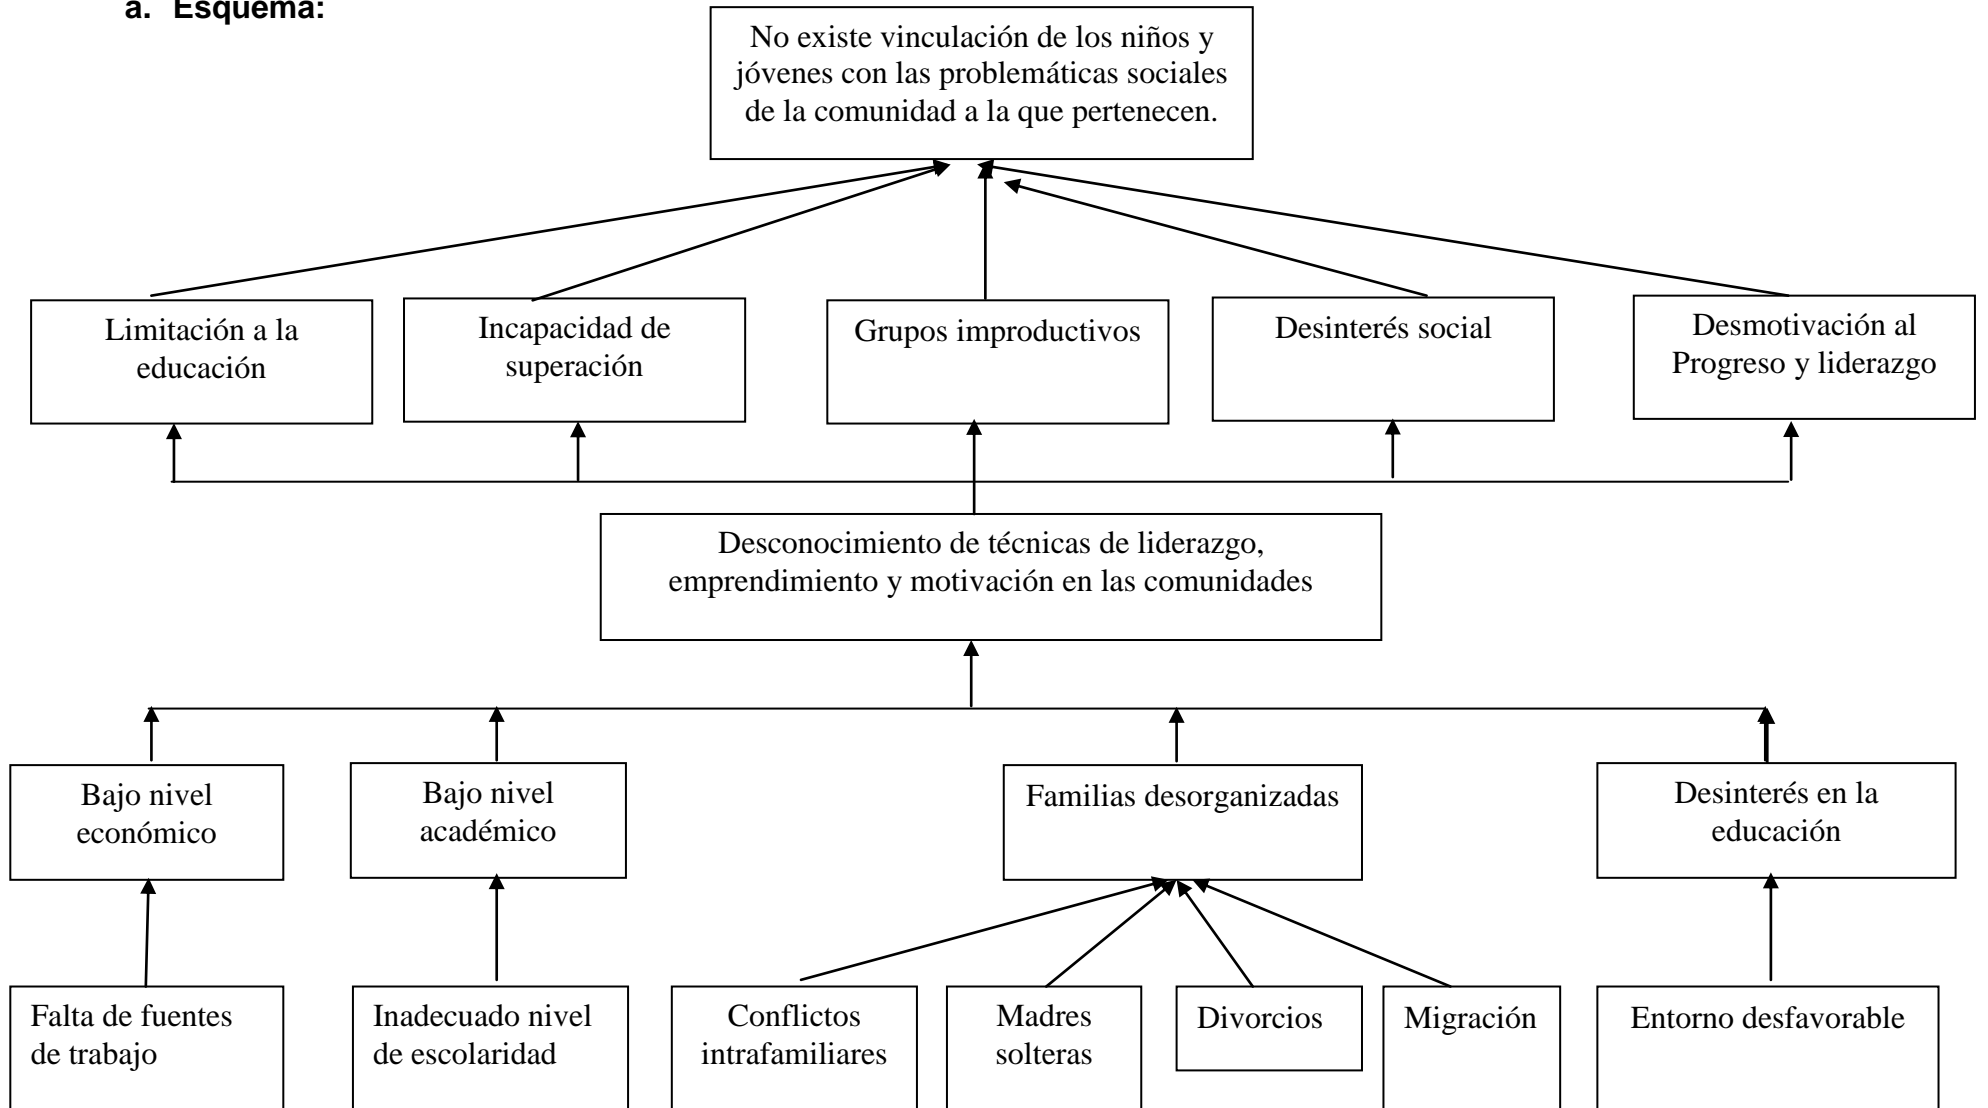 a. Esquema:
No existe vinculación de los niños y
jóvenes con las problemáticas sociales
de la comunidad a la que pertenecen.
Limitación a la
educación
Incapacidad de
superación
Grupos improductivos
Desinterés social
Desmotivación al
Progreso y liderazgo
Desconocimiento de técnicas de liderazgo,
emprendimiento y motivación en las comunidades
Bajo nivel
económico
Bajo nivel
académico
Familias desorganizadas
Desinterés en la
educación
Falta de fuentes
de trabajo
Inadecuado nivel
de escolaridad
Conflictos
intrafamiliares
Madres
solteras
Divorcios
Migración
Entorno desfavorable